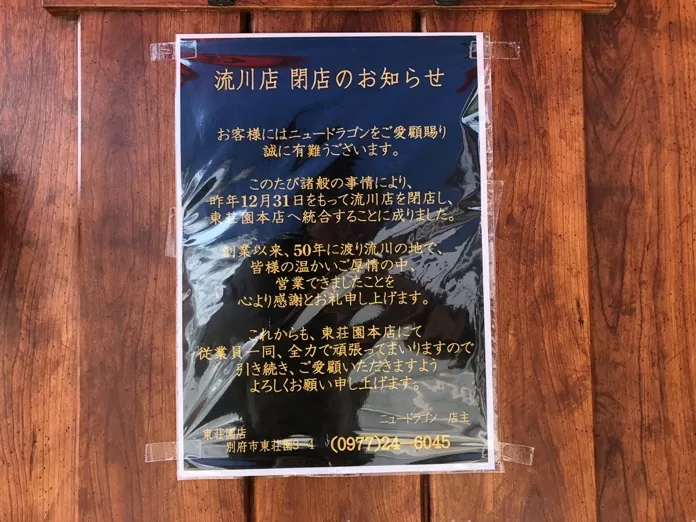 流川店 閉店のお知らせ
お客様にはニュードラゴンをご愛顧賜り
誠に有難うございます。
このたび諸般の事情により、
昨年12月31日をもって流川店を閉店し、
東荘園本店へ統合することに成りました。
創業以来、50年に渡り流川の地で、
皆様の温かいご厚情の中、
営業できましたことを
心より感謝とお礼申し上げます。
これからも、東荘園本店にて
従業員一同、全力で頑張ってまいりますので
引き続き、ご愛顧いただきますよう
よろしくお願い申し上げます。
ニュードラゴン 店主
東荘園店
別府市東荘園3-4 (0977)24-6045